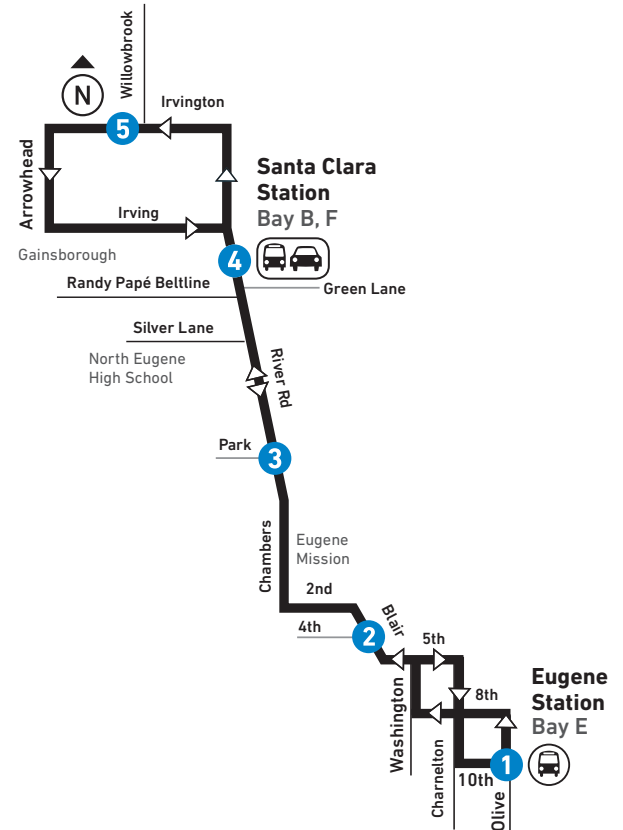 Willowbrook
N
Irvington
5
Arrowhead
Santa Clara
Station
Bay B, F
Irving
Gainsborough
4
Randy Papé Beltline
Green Lane
Silver Lane
North Eugene
High School
River Rd
Park
3
Chambers
Eugene
Mission
2nd
Blair
4th
2
5th
Eugene
Station
Bay E
8th
Washington
Charnelton
1
10th
Olive